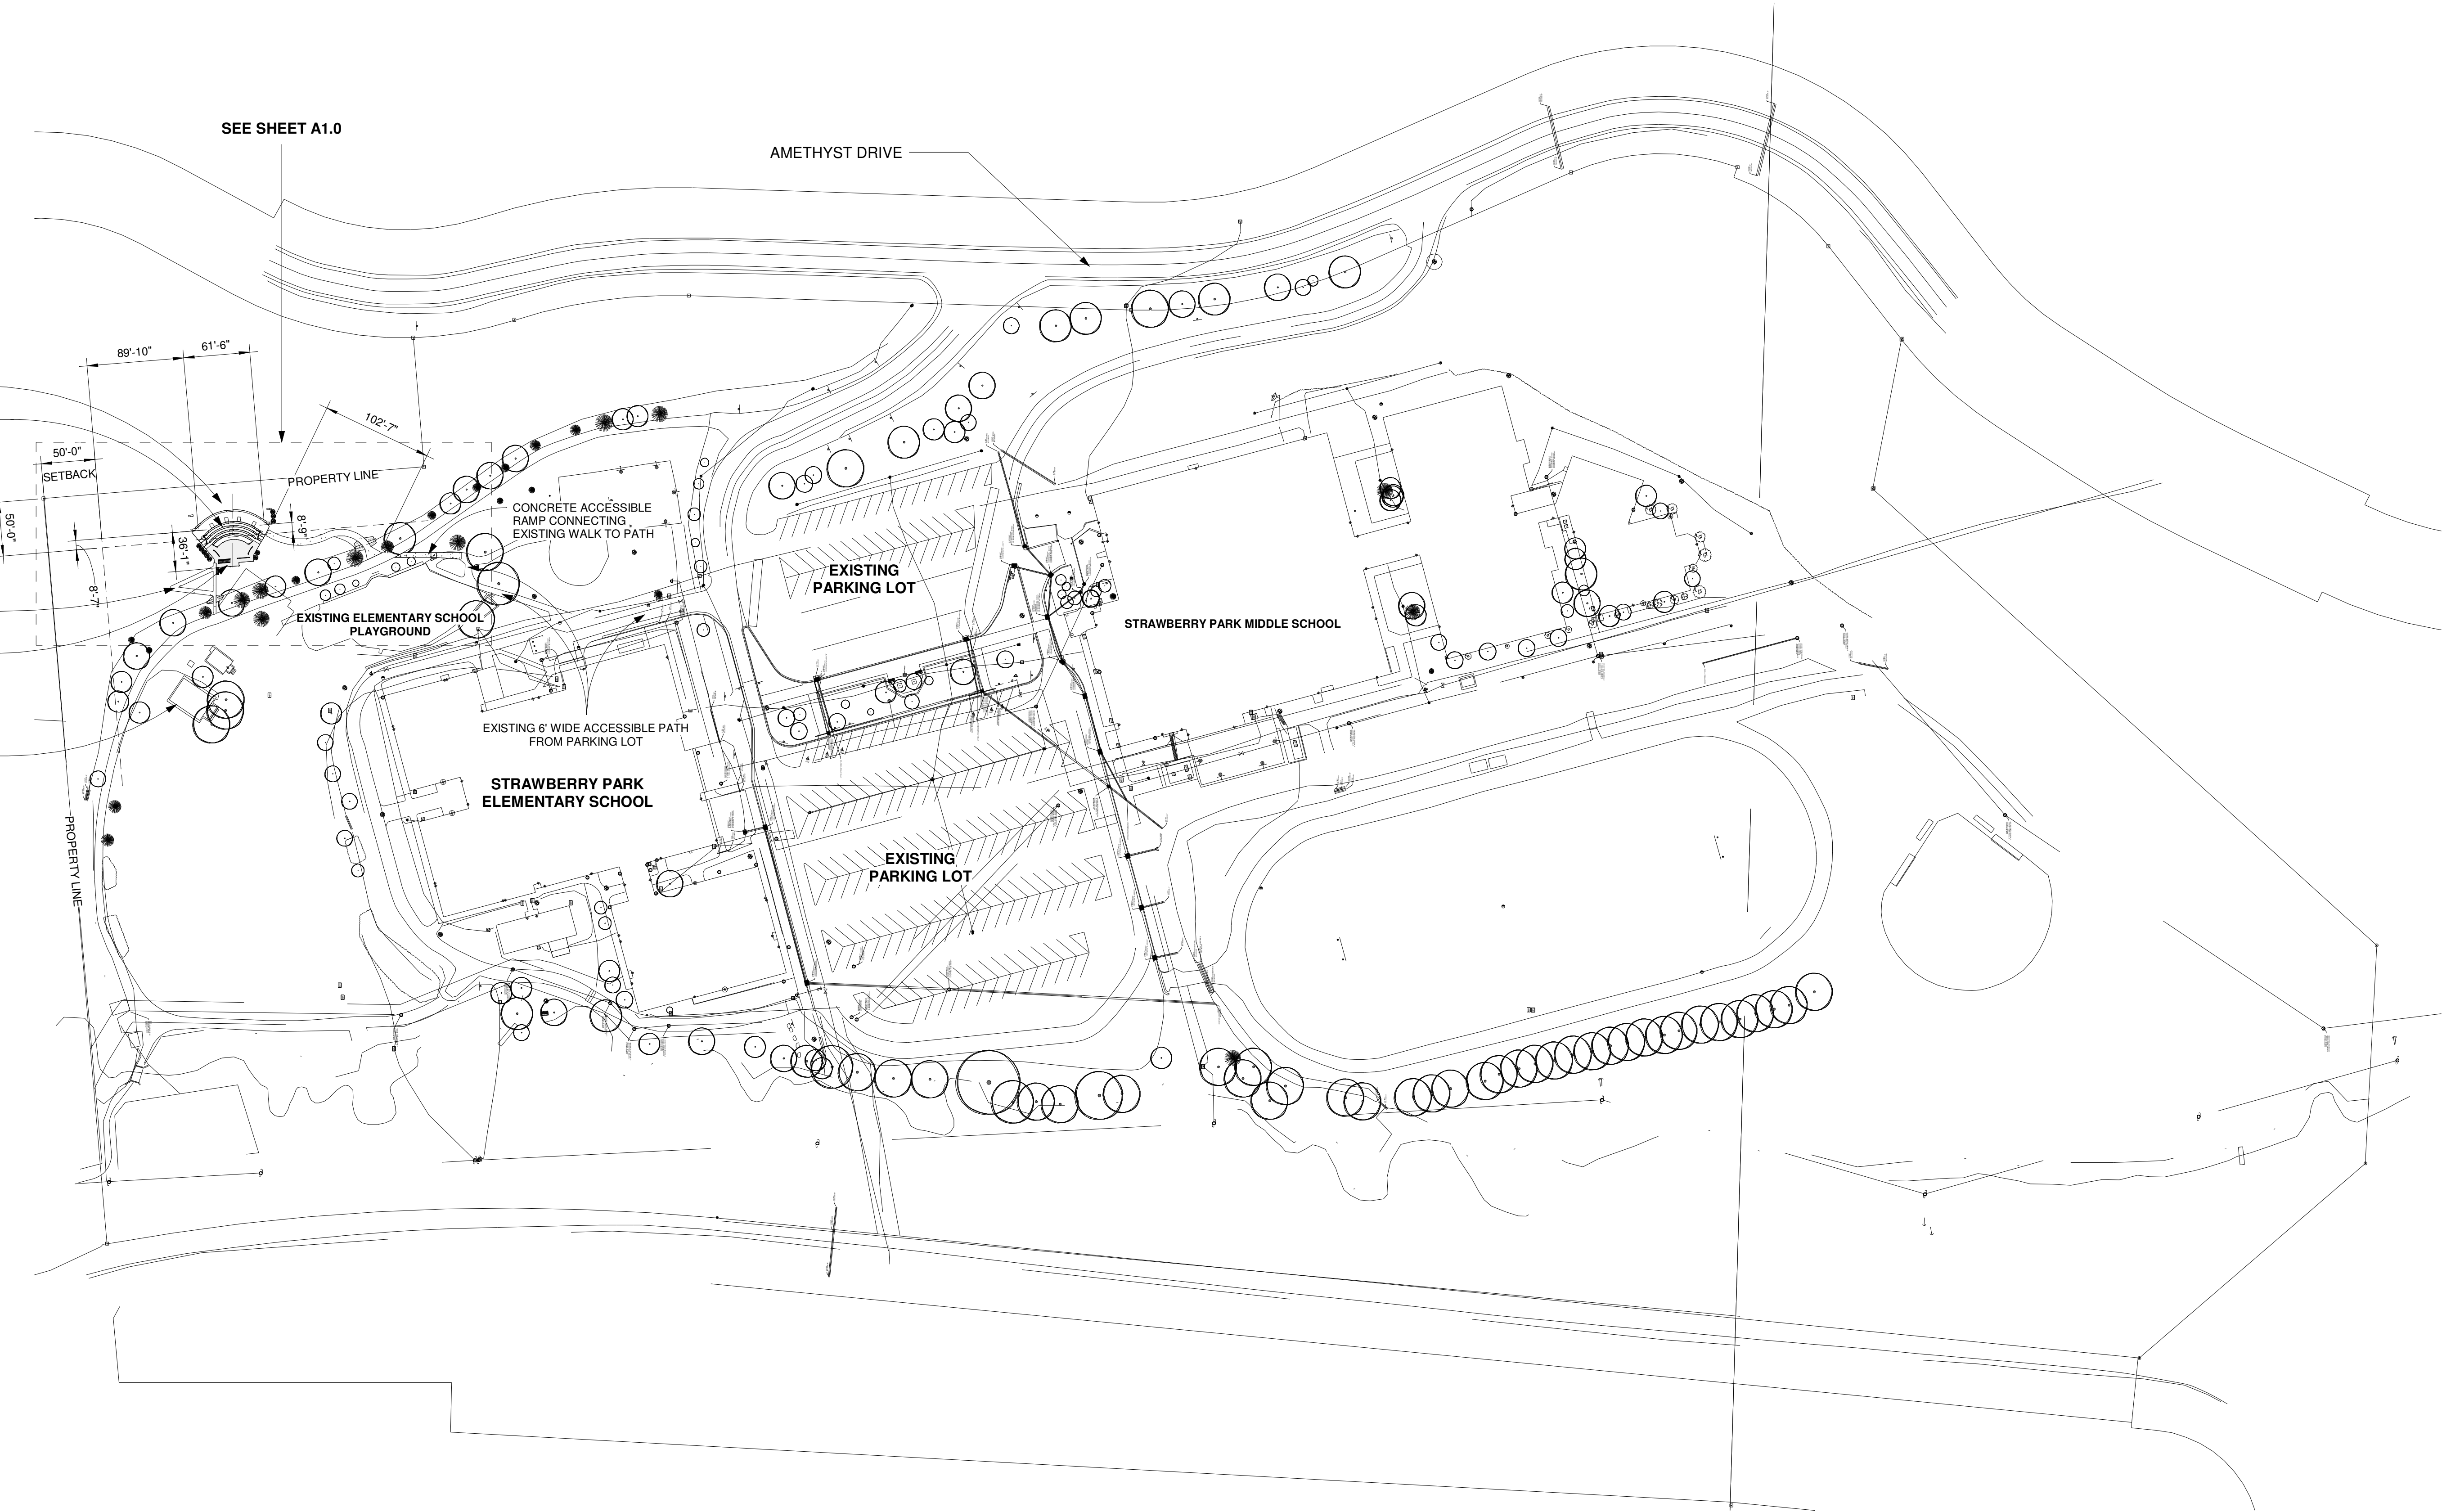 SEE SHEET A1.0
AMETHYST DRIVE
89'-10"
61'-6"
102'-7"
50'-0"
SETBACK
PROPERTY LINE
50'-0"
36'-1"
8'-9"
8'-7"
CONCRETE ACCESSIBLE
RAMP CONNECTING
EXISTING WALK TO PATH
EXISTING
PARKING LOT
EXISTING ELEMENTARY SCHOOL
PLAYGROUND
STRAWBERRY PARK MIDDLE SCHOOL
EXISTING 6' WIDE ACCESSIBLE PATH
FROM PARKING LOT
STRAWBERRY PARK
ELEMENTARY SCHOOL
PROPERTY LINE
EXISTING
PARKING LOT